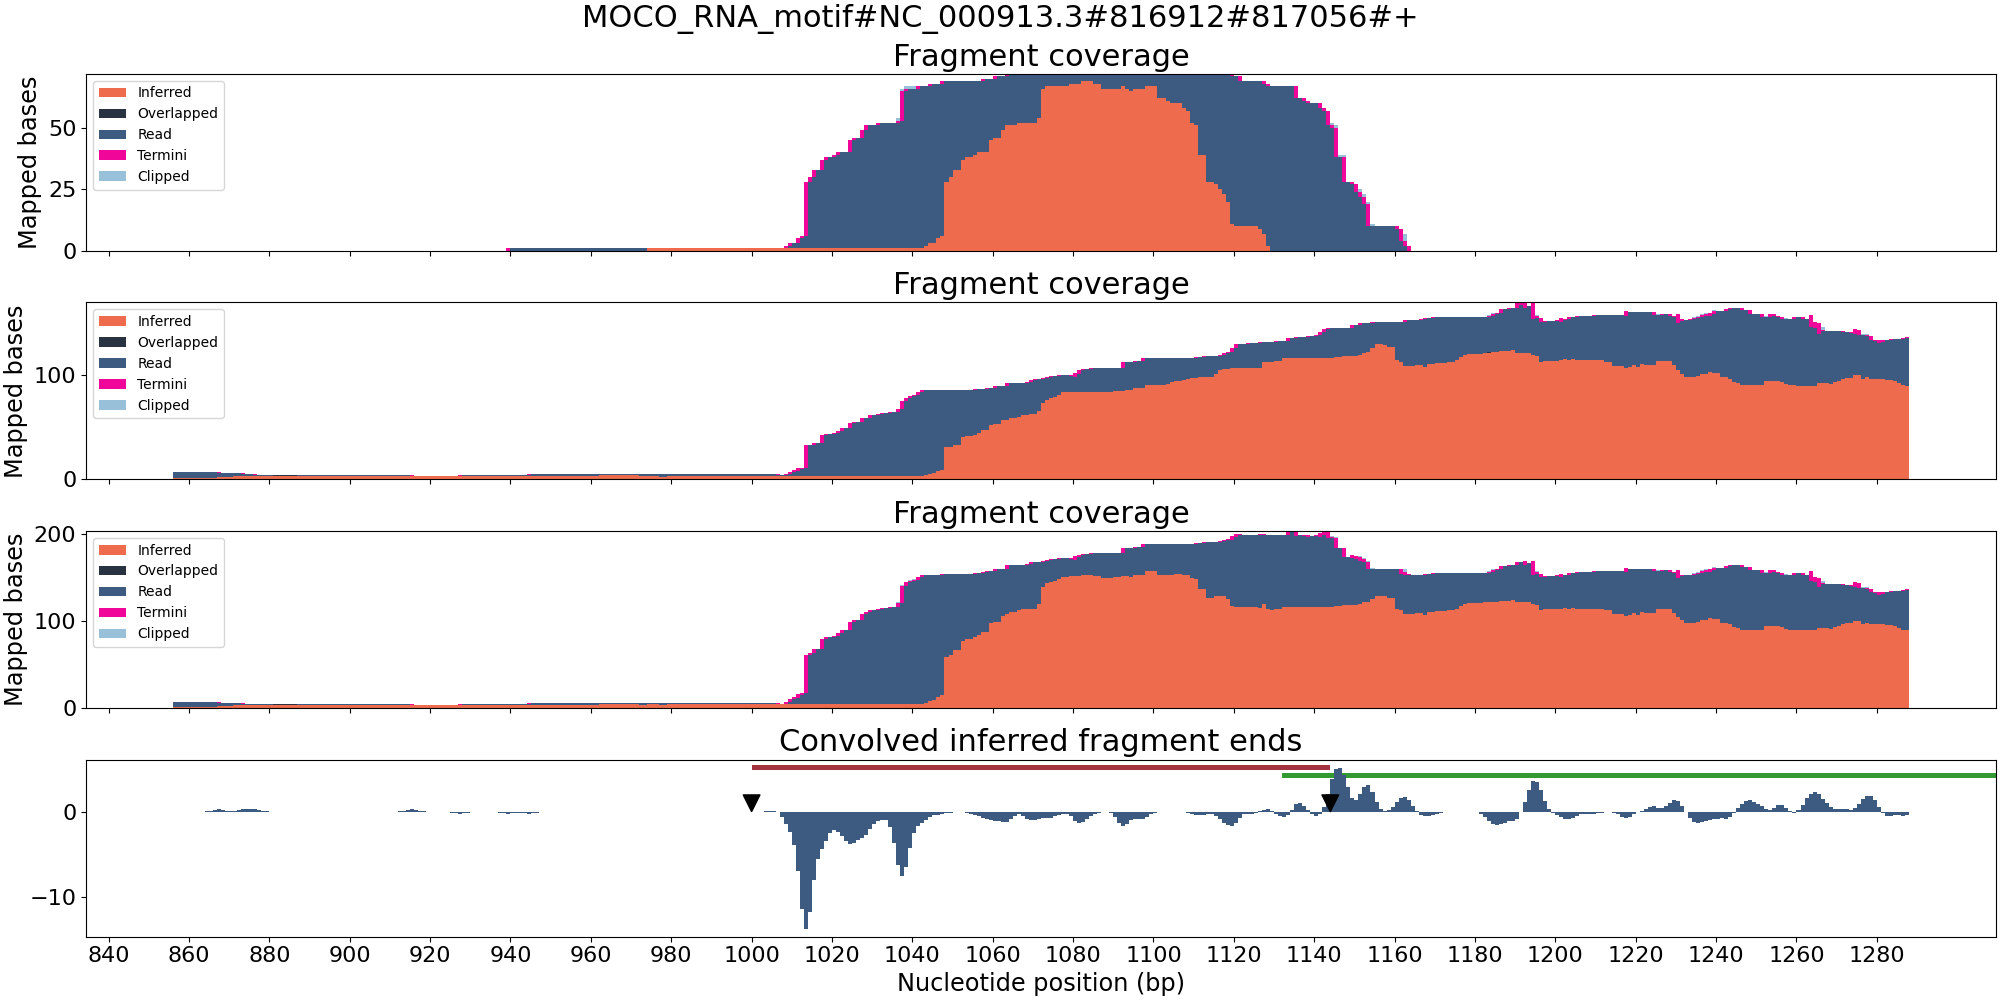 MOCO_RNA_motif#NC_000913.3#816912#817056#+
Fragment coverage
Mapped bases
50
25
0
Inferred
Overlapped
Read
Termini
Clipped
Fragment coverage
Mapped bases
100
0
Inferred
Overlapped
Read
Termini
Clipped
Fragment coverage
Mapped bases
200
100
0
Inferred
Overlapped
Read
Termini
Clipped
Convolved inferred fragment ends
0
−10
840 860 880 900 920 940 960 980 1000 1020 1040 1060 1080 1100 1120 1140 1160 1180 1200 1220 1240 1260 1280
Nucleotide position (bp)